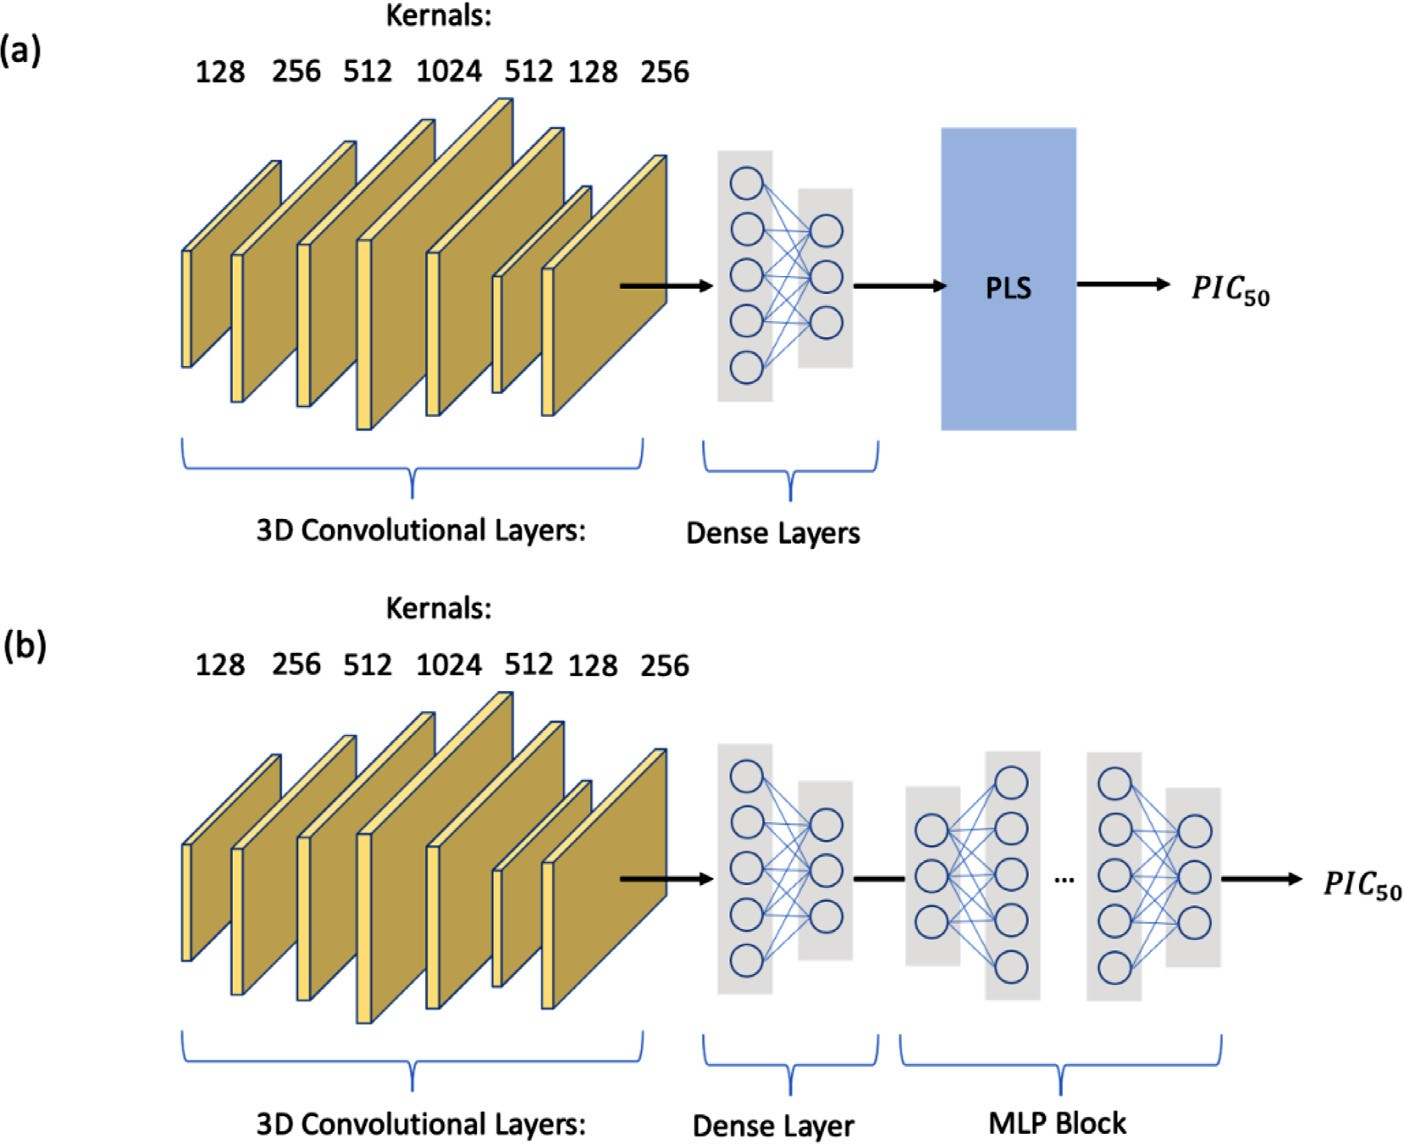 (a)
Kernals:
128 256 512 1024 512 128 256
PLS
PIC50
3D Convolutional Layers:
Dense Layers
(b)
Kernals:
128 256 512 1024 512 128 256
...
PIC50
3D Convolutional Layers:
Dense Layer
MLP Block